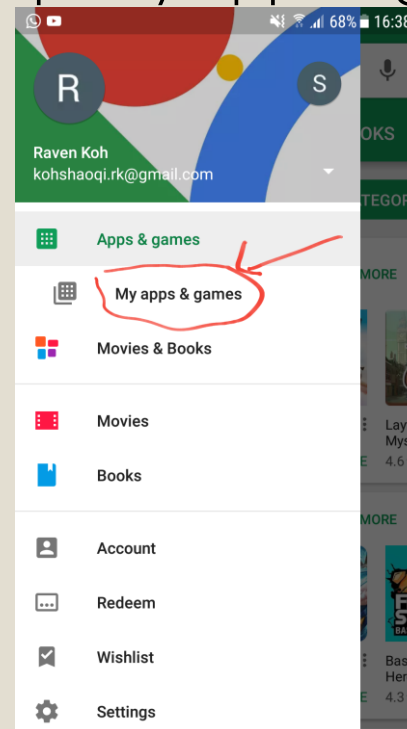 68% 16:38
R
S
Raven Koh
kohshaoqi.rk@gmail.com
Apps & games
My apps & games
Movies & Books
Movies
Books
Account
Redeem
Wishlist
Settings
OKS
TEGOR
MORE
Lay
Mys
E 4.6
MORE
Bas
Her
E 4.3